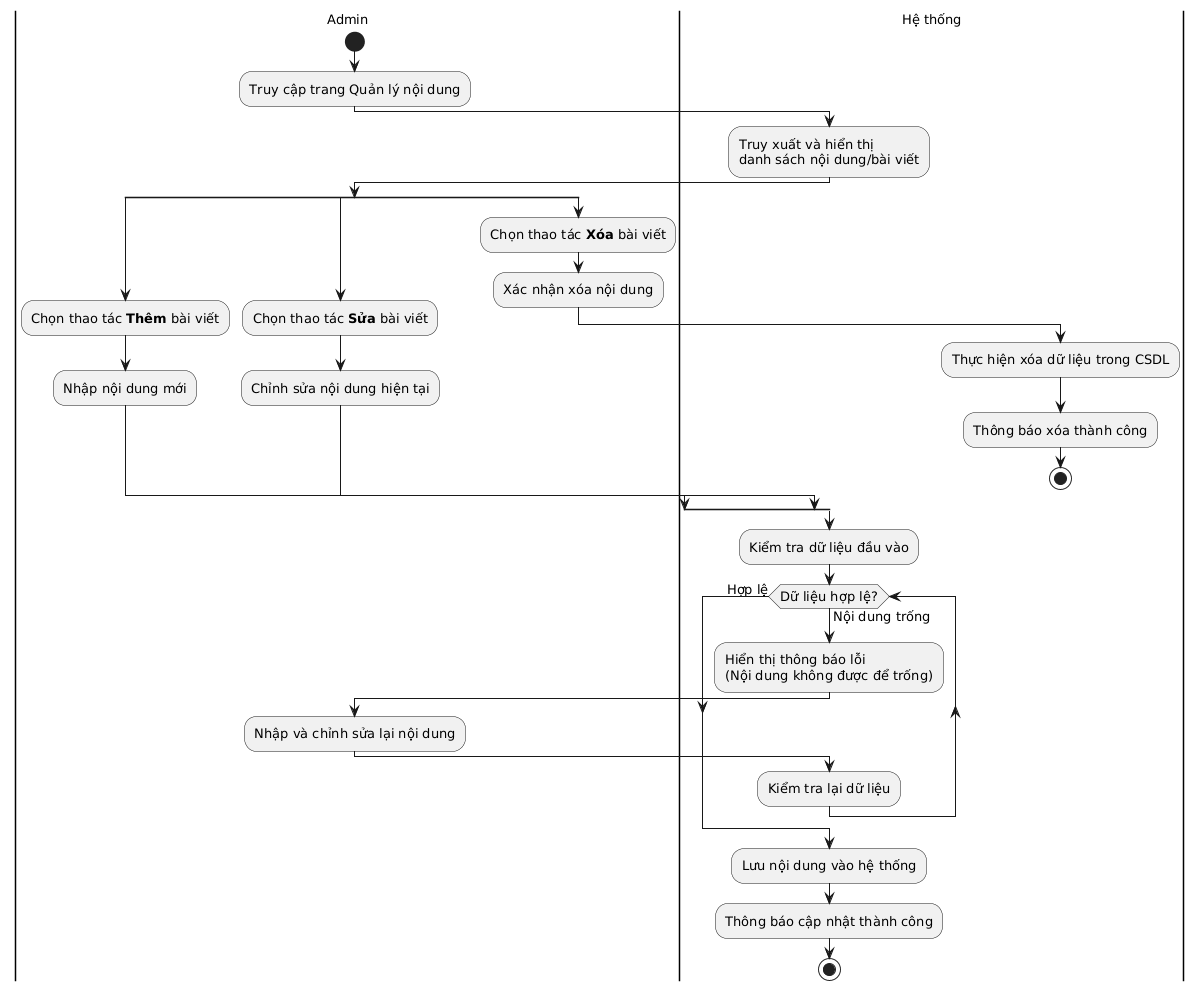 Admin
Hệ thống
Truy cập trang Quản lý nội dung
Truy xuất và hiển thị
danh sách nội dung/bài viết
Chọn thao tác Xóa bài viết
Xác nhận xóa nội dung
Chọn thao tác Thêm bài viết
Chọn thao tác Sửa bài viết
Thực hiện xóa dữ liệu trong CSDL
Nhập nội dung mới
Chỉnh sửa nội dung hiện tại
Thông báo xóa thành công
Kiểm tra dữ liệu đầu vào
Hợp lệ
Dữ liệu hợp lệ?
Nội dung trống
Hiển thị thông báo lỗi
(Nội dung không được để trống)
Nhập và chỉnh sửa lại nội dung
Kiểm tra lại dữ liệu
Lưu nội dung vào hệ thống
Thông báo cập nhật thành công